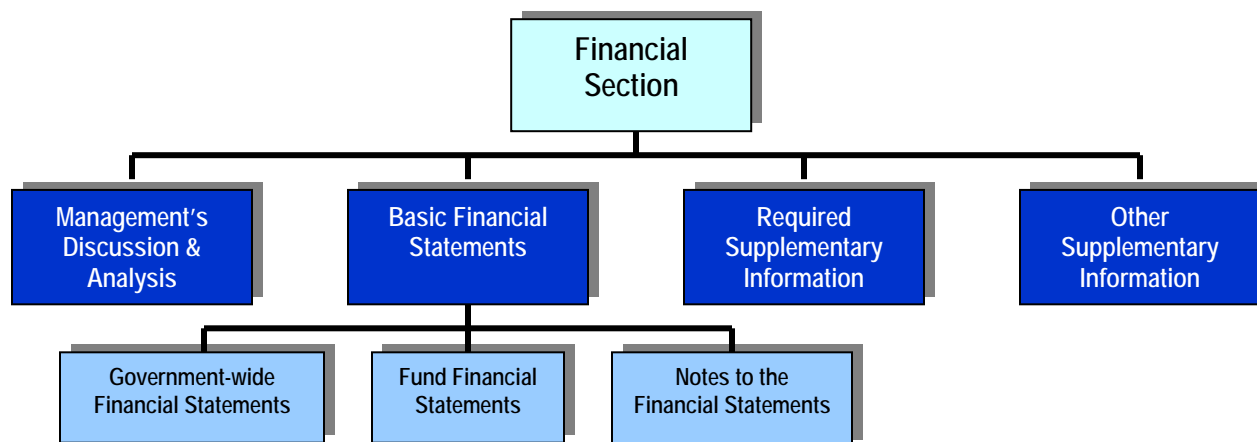 Financial
Section
Management's
Discussion &
Analysis
Basic Financial
Statements
Required
Supplementary
Information
Other
Supplementary
Information
Government-wide
Financial Statements
Fund Financial
Statements
Notes to the
Financial Statements